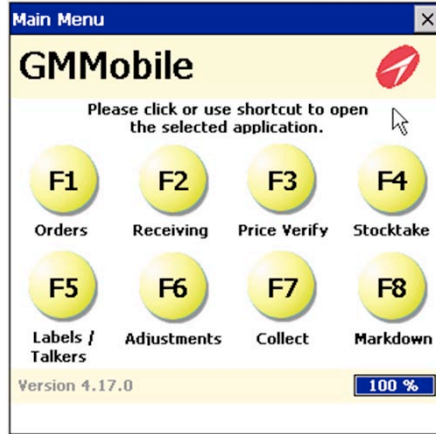 Main Menu
GMMobile
Please click or use shortcut to open
the selected application.
F1 F2 F3 F4
Orders Receiving Price Verify Stocktake
F5 F6 F7 F8
Labels / Adjustments Collect Markdown
Talkers
Version 4.17.0 100 %